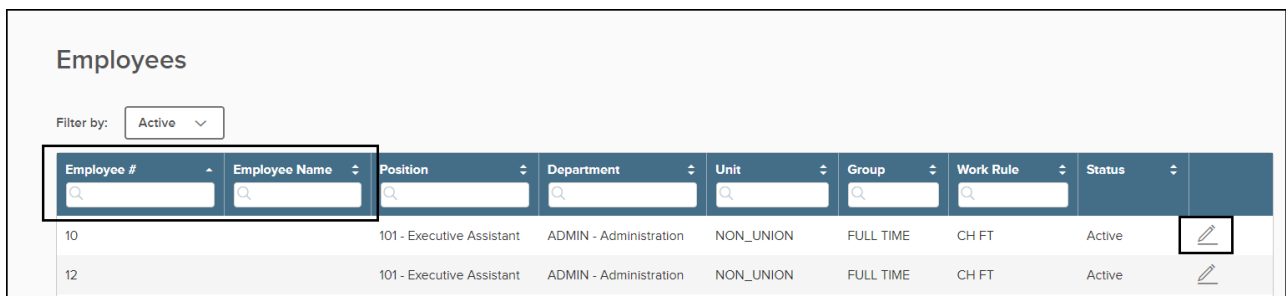 Employees
Filter by: Active
Employee # Employee Name Position Department Unit Group Work Rule Status
10 101 - Executive Assistant ADMIN - Administration NON_UNION FULL TIME CH FT Active
12 101 - Executive Assistant ADMIN - Administration NON_UNION FULL TIME CH FT Active